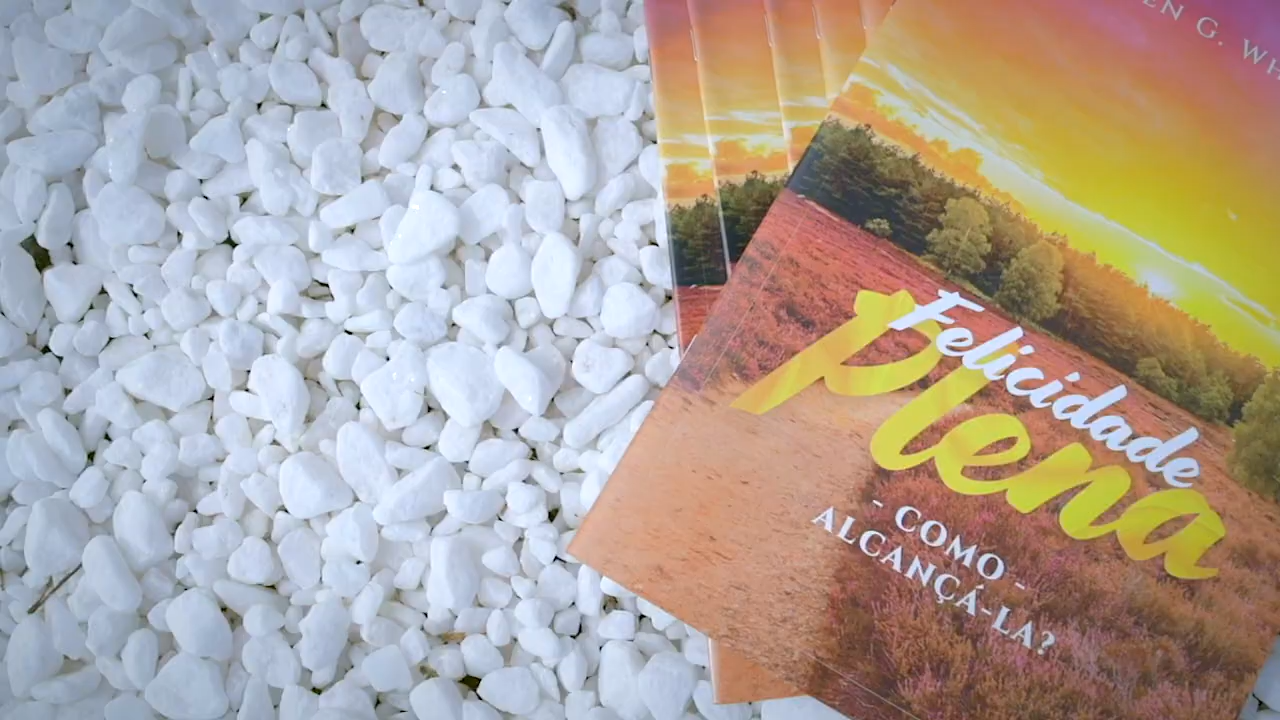 EN G. WH
Felicidade
Plena
- COMO -
ALCANÇÁ-LA?